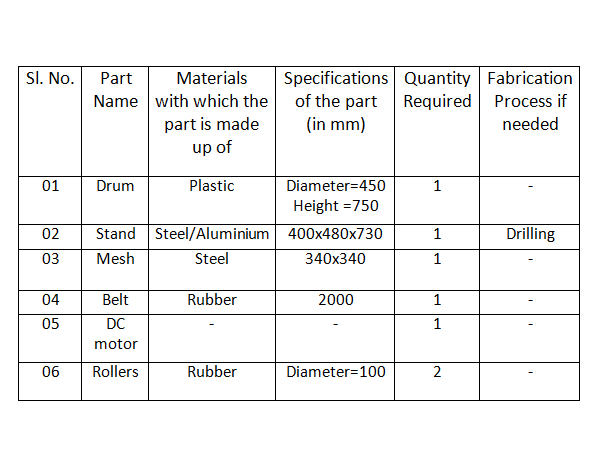 Sl. No. Part Name Materials with which the part is made up of Specifications of the part (in mm) Quantity Required Fabrication Process if needed
01 Drum Plastic Diameter=450 Height =750 1 -
02 Stand Steel/Aluminium 400x480x730 1 Drilling
03 Mesh Steel 340x340 1 -
04 Belt Rubber 2000 1 -
05 DC motor - - 1 -
06 Rollers Rubber Diameter=100 2 -